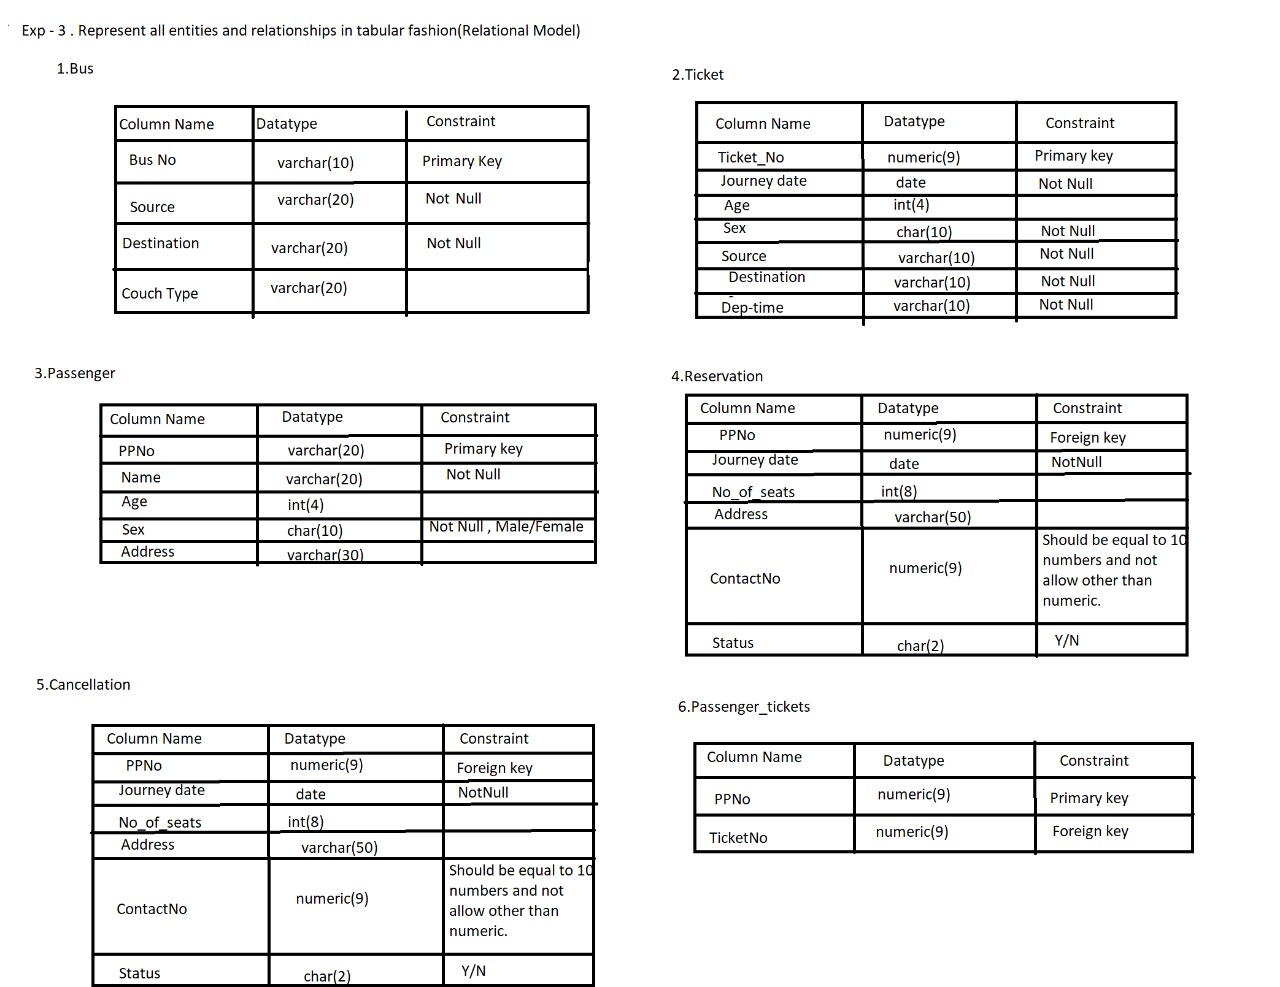 Exp - 3 . Represent all entities and relationships in tabular fashion(Relational Model)
1.Bus
Column Name Datatype Constraint
Bus No varchar(10) Primary Key
Source varchar(20) Not Null
Destination varchar(20) Not Null
Couch Type varchar(20)
2.Ticket
Column Name Datatype Constraint
Ticket_No numeric(9) Primary key
Journey date date Not Null
Age int(4)
Sex char(10) Not Null
Source varchar(10) Not Null
Destination varchar(10) Not Null
Dep-time varchar(10) Not Null
3.Passenger
Column Name Datatype Constraint
PPNo varchar(20) Primary key
Name varchar(20) Not Null
Age int(4)
Sex char(10) Not Null , Male/Female
Address varchar(30)
4.Reservation
Column Name Datatype Constraint
PPNo numeric(9) Foreign key
Journey date date NotNull
No_of_seats int(8)
Address varchar(50)
ContactNo numeric(9) Should be equal to 10
numbers and not
allow other than
numeric.
Status char(2) Y/N
5.Cancellation
Column Name Datatype Constraint
PPNo numeric(9) Foreign key
Journey date date NotNull
No_of_seats int(8)
Address varchar(50)
ContactNo numeric(9) Should be equal to 10
numbers and not
allow other than
numeric.
Status char(2) Y/N
6.Passenger_tickets
Column Name Datatype Constraint
PPNo numeric(9) Primary key
TicketNo numeric(9) Foreign key